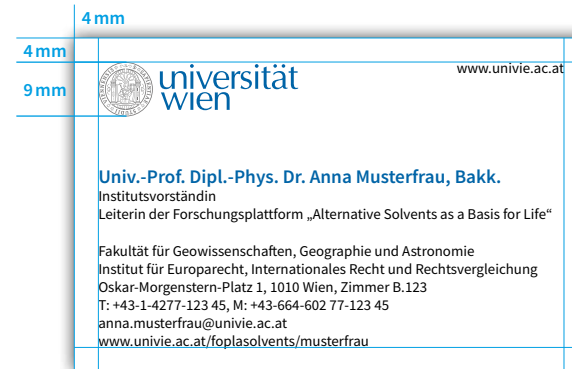 4 mm
4 mm
9 mm
universität
wien
www.univie.ac.at
Univ.-Prof. Dipl.-Phys. Dr. Anna Musterfrau, Bakk.
Institutsvorständin
Leiterin der Forschungsplattform „Alternative Solvents as a Basis for Life“
Fakultät für Geowissenschaften, Geographie und Astronomie
Institut für Europarecht, Internationales Recht und Rechtsvergleichung
Oskar-Morgenstern-Platz 1, 1010 Wien, Zimmer B.123
T: +43-1-4277-123 45, M: +43-664-602 77-123 45
anna.musterfrau@univie.ac.at
www.univie.ac.at/foplasolvents/musterfrau